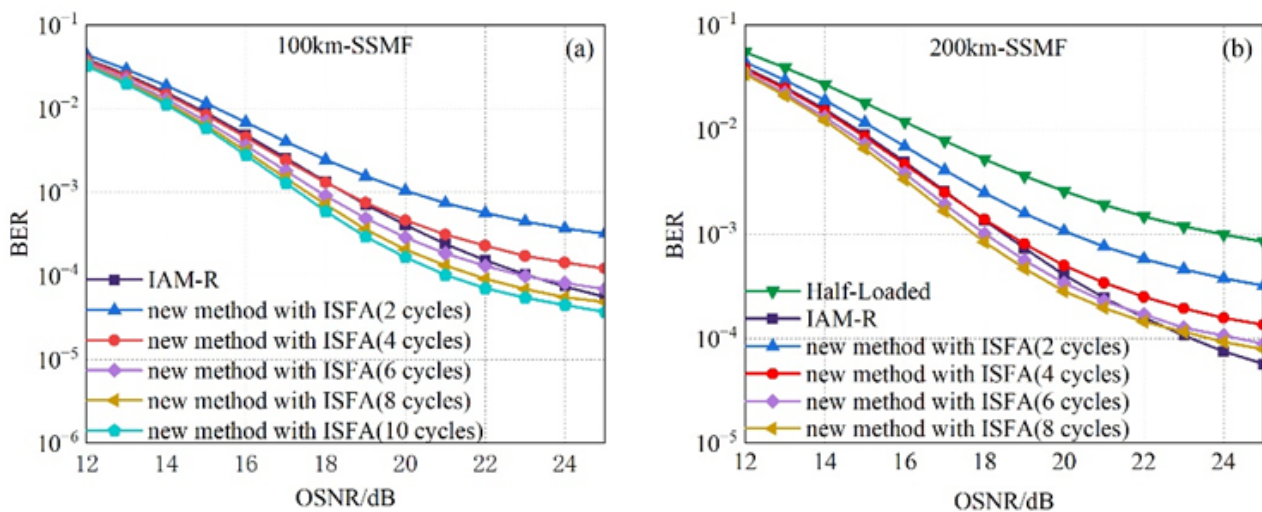 100km-SSMF
(a)
10⁻¹
10⁻²
10⁻³
10⁻⁴
10⁻⁵
10⁻⁶
BER
IAM-R
new method with ISFA(2 cycles)
new method with ISFA(4 cycles)
new method with ISFA(6 cycles)
new method with ISFA(8 cycles)
new method with ISFA(10 cycles)
12 14 16 18 20 22 24
OSNR/dB
200km-SSMF
(b)
10⁻¹
10⁻²
10⁻³
10⁻⁴
10⁻⁵
BER
Half-Loaded
IAM-R
new method with ISFA(2 cycles)
new method with ISFA(4 cycles)
new method with ISFA(6 cycles)
new method with ISFA(8 cycles)
12 14 16 18 20 22 24
OSNR/dB